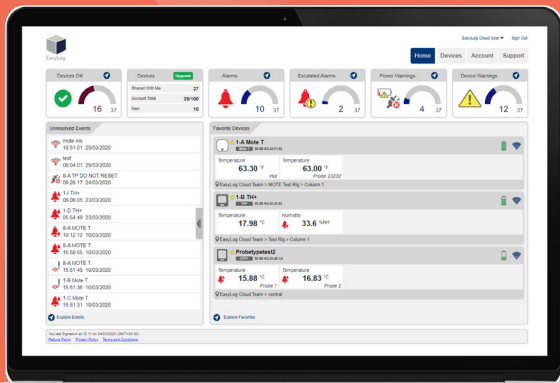 EasyLog Cloud User Sign Out
EasyLog
Home Devices Account Support
Devices OK
16 37
Devices Upgrade
Shared With Me 37
Account Total 39/100
New 10
Alarms
10 37
Escalated Alarms
2 37
Power Warnings
4 37
Device Warnings
12 37
Unresolved Events
mote me
18:51:01 25/03/2020
test
08:04:01 25/03/2020
8-A TP DO NOT RESET
08:26:17 24/03/2020
1-I TH+
06:06:05 23/03/2020
1-D TH+
05:54:49 23/03/2020
8-A MOTE T
19:12:12 10/03/2020
8-A MOTE T
15:58:55 10/03/2020
8-A MOTE T
15:51:45 10/03/2020
1-B Mote T
15:51:36 10/03/2020
1-C Mote T
15:51:31 10/03/2020
Explore Events
Favorite Devices
1-A Mote T
Temperature Temperature
63.30 °C 63.00 °F
Hot Probe 23232
EasyLog Cloud Team > MOTE Test Rig > Column 1
1-B TH+
Temperature Humidity
17.98 °C 33.6 %RH
EasyLog Cloud Team > Test Rig > Column 1
Probetypetest2
Temperature Temperature
15.88 °C 16.83 °C
Probe 1 Probe 2
EasyLog Cloud Team > central
Explore Favorites
Refund Policy Privacy Policy Terms and Conditions